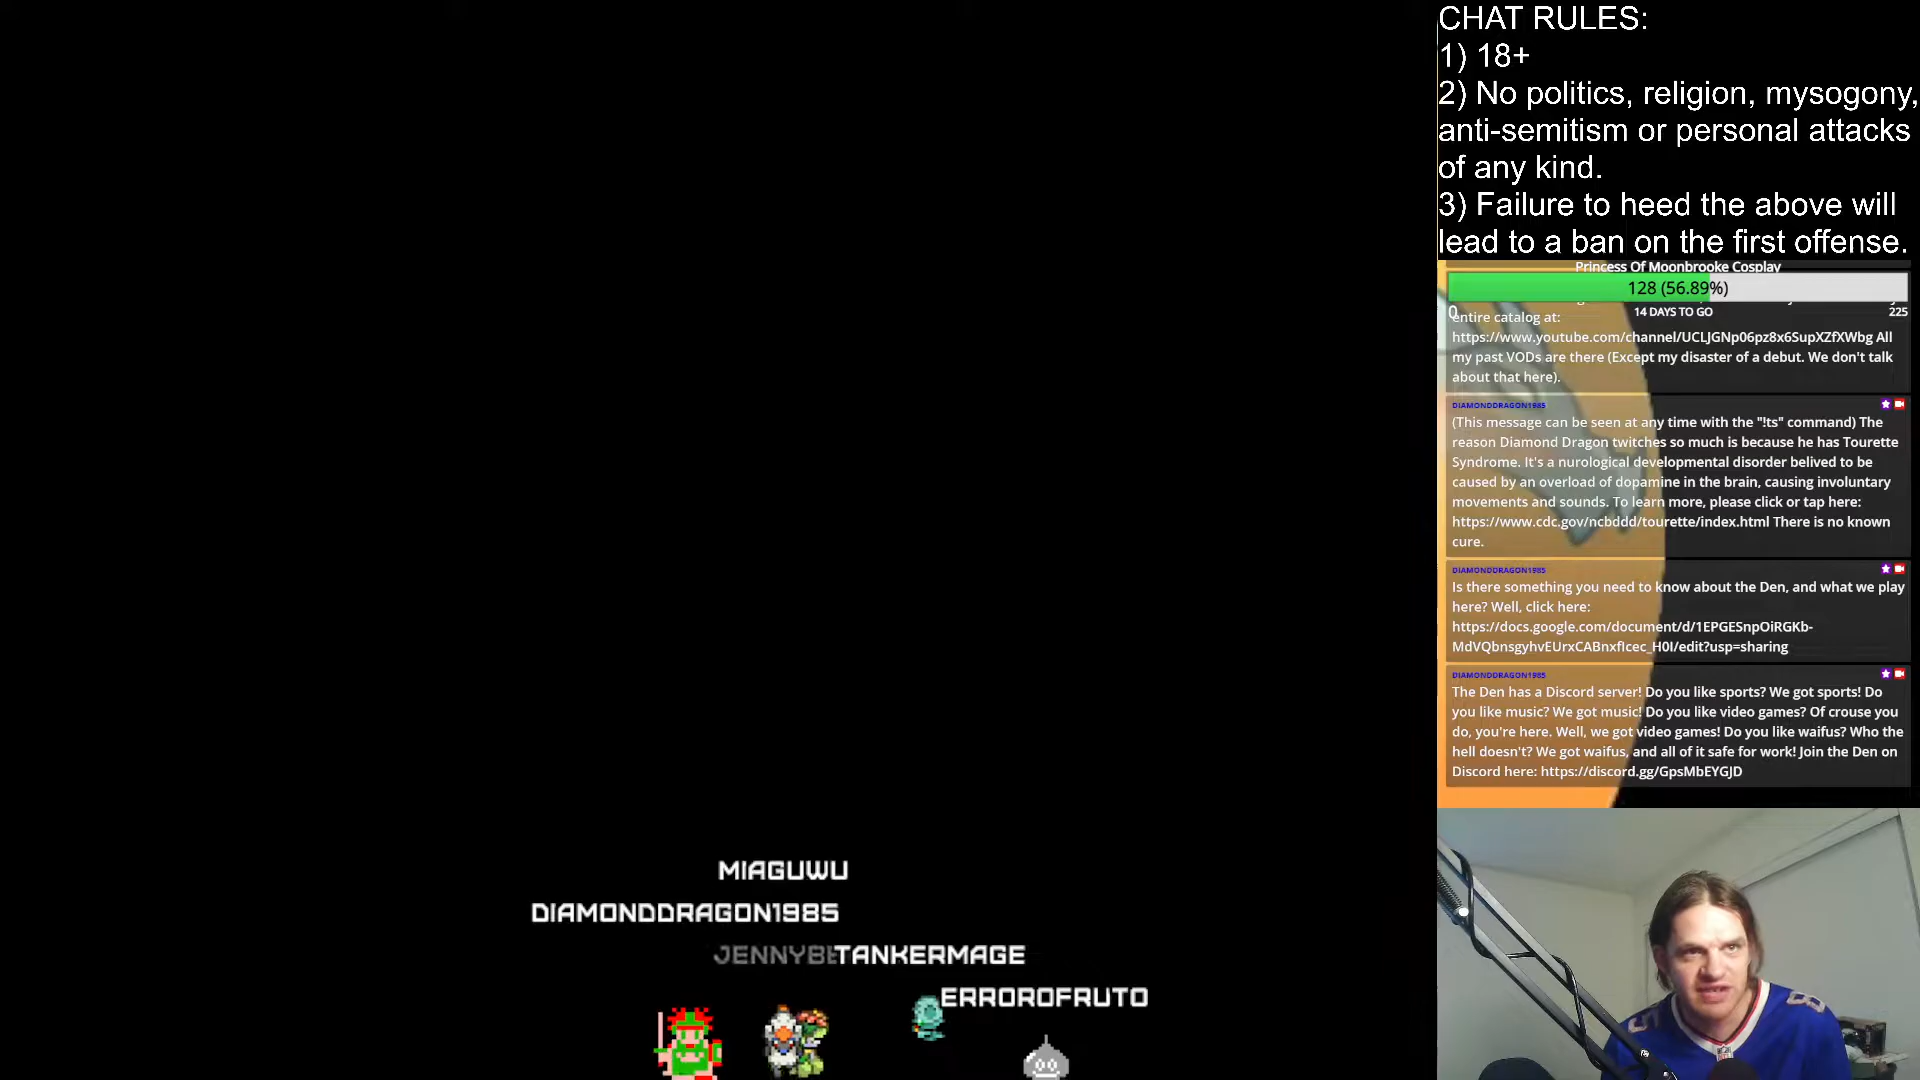 CHAT RULES:
1) 18+
2) No politics, religion, mysogony,
anti-semitism or personal attacks
of any kind.
3) Failure to heed the above will
lead to a ban on the first offense.
Princess Of Moonbrooke Cosplay
128 (56.89%)
0
14 DAYS TO GO
225
entire catalog at:
https://www.youtube.com/channel/UCLJGNp06pz8x6SupXZfXWbg All
my past VODs are there (Except my disaster of a debut. We don't talk
about that here).
DIAMONDDRAGON1985
(This message can be seen at any time with the "!ts" command) The
reason Diamond Dragon twitches so much is because he has Tourette
Syndrome. It's a nurological developmental disorder belived to be
caused by an overload of dopamine in the brain, causing involuntary
movements and sounds. To learn more, please click or tap here:
https://www.cdc.gov/ncbddd/tourette/index.html There is no known
cure.
DIAMONDDRAGON1985
Is there something you need to know about the Den, and what we play
here? Well, click here:
https://docs.google.com/document/d/1EPGESnpOiRGKb-
MdVQbnsgyhvEUrxCABnxfIcec_H0I/edit?usp=sharing
DIAMONDDRAGON1985
The Den has a Discord server! Do you like sports? We got sports! Do
you like music? We got music! Do you like video games? Of crouse you
do, you're here. Well, we got video games! Do you like waifus? Who the
hell doesn't? We got waifus, and all of it safe for work! Join the Den on
Discord here: https://discord.gg/GpsMbEYGJD
MIAGUWU
DIAMONDDRAGON1985
TANKERMAGE
ERROROFRUTO